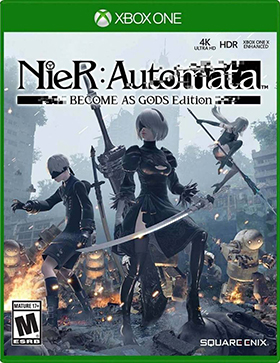 XBOX ONE
4K
ULTRA HD
HDR
XBOX ONE X
ENHANCED
NieR:Automata™
BECOME AS GODS Edition
MATURE 17+
M
ESRB
SQUARE ENIX